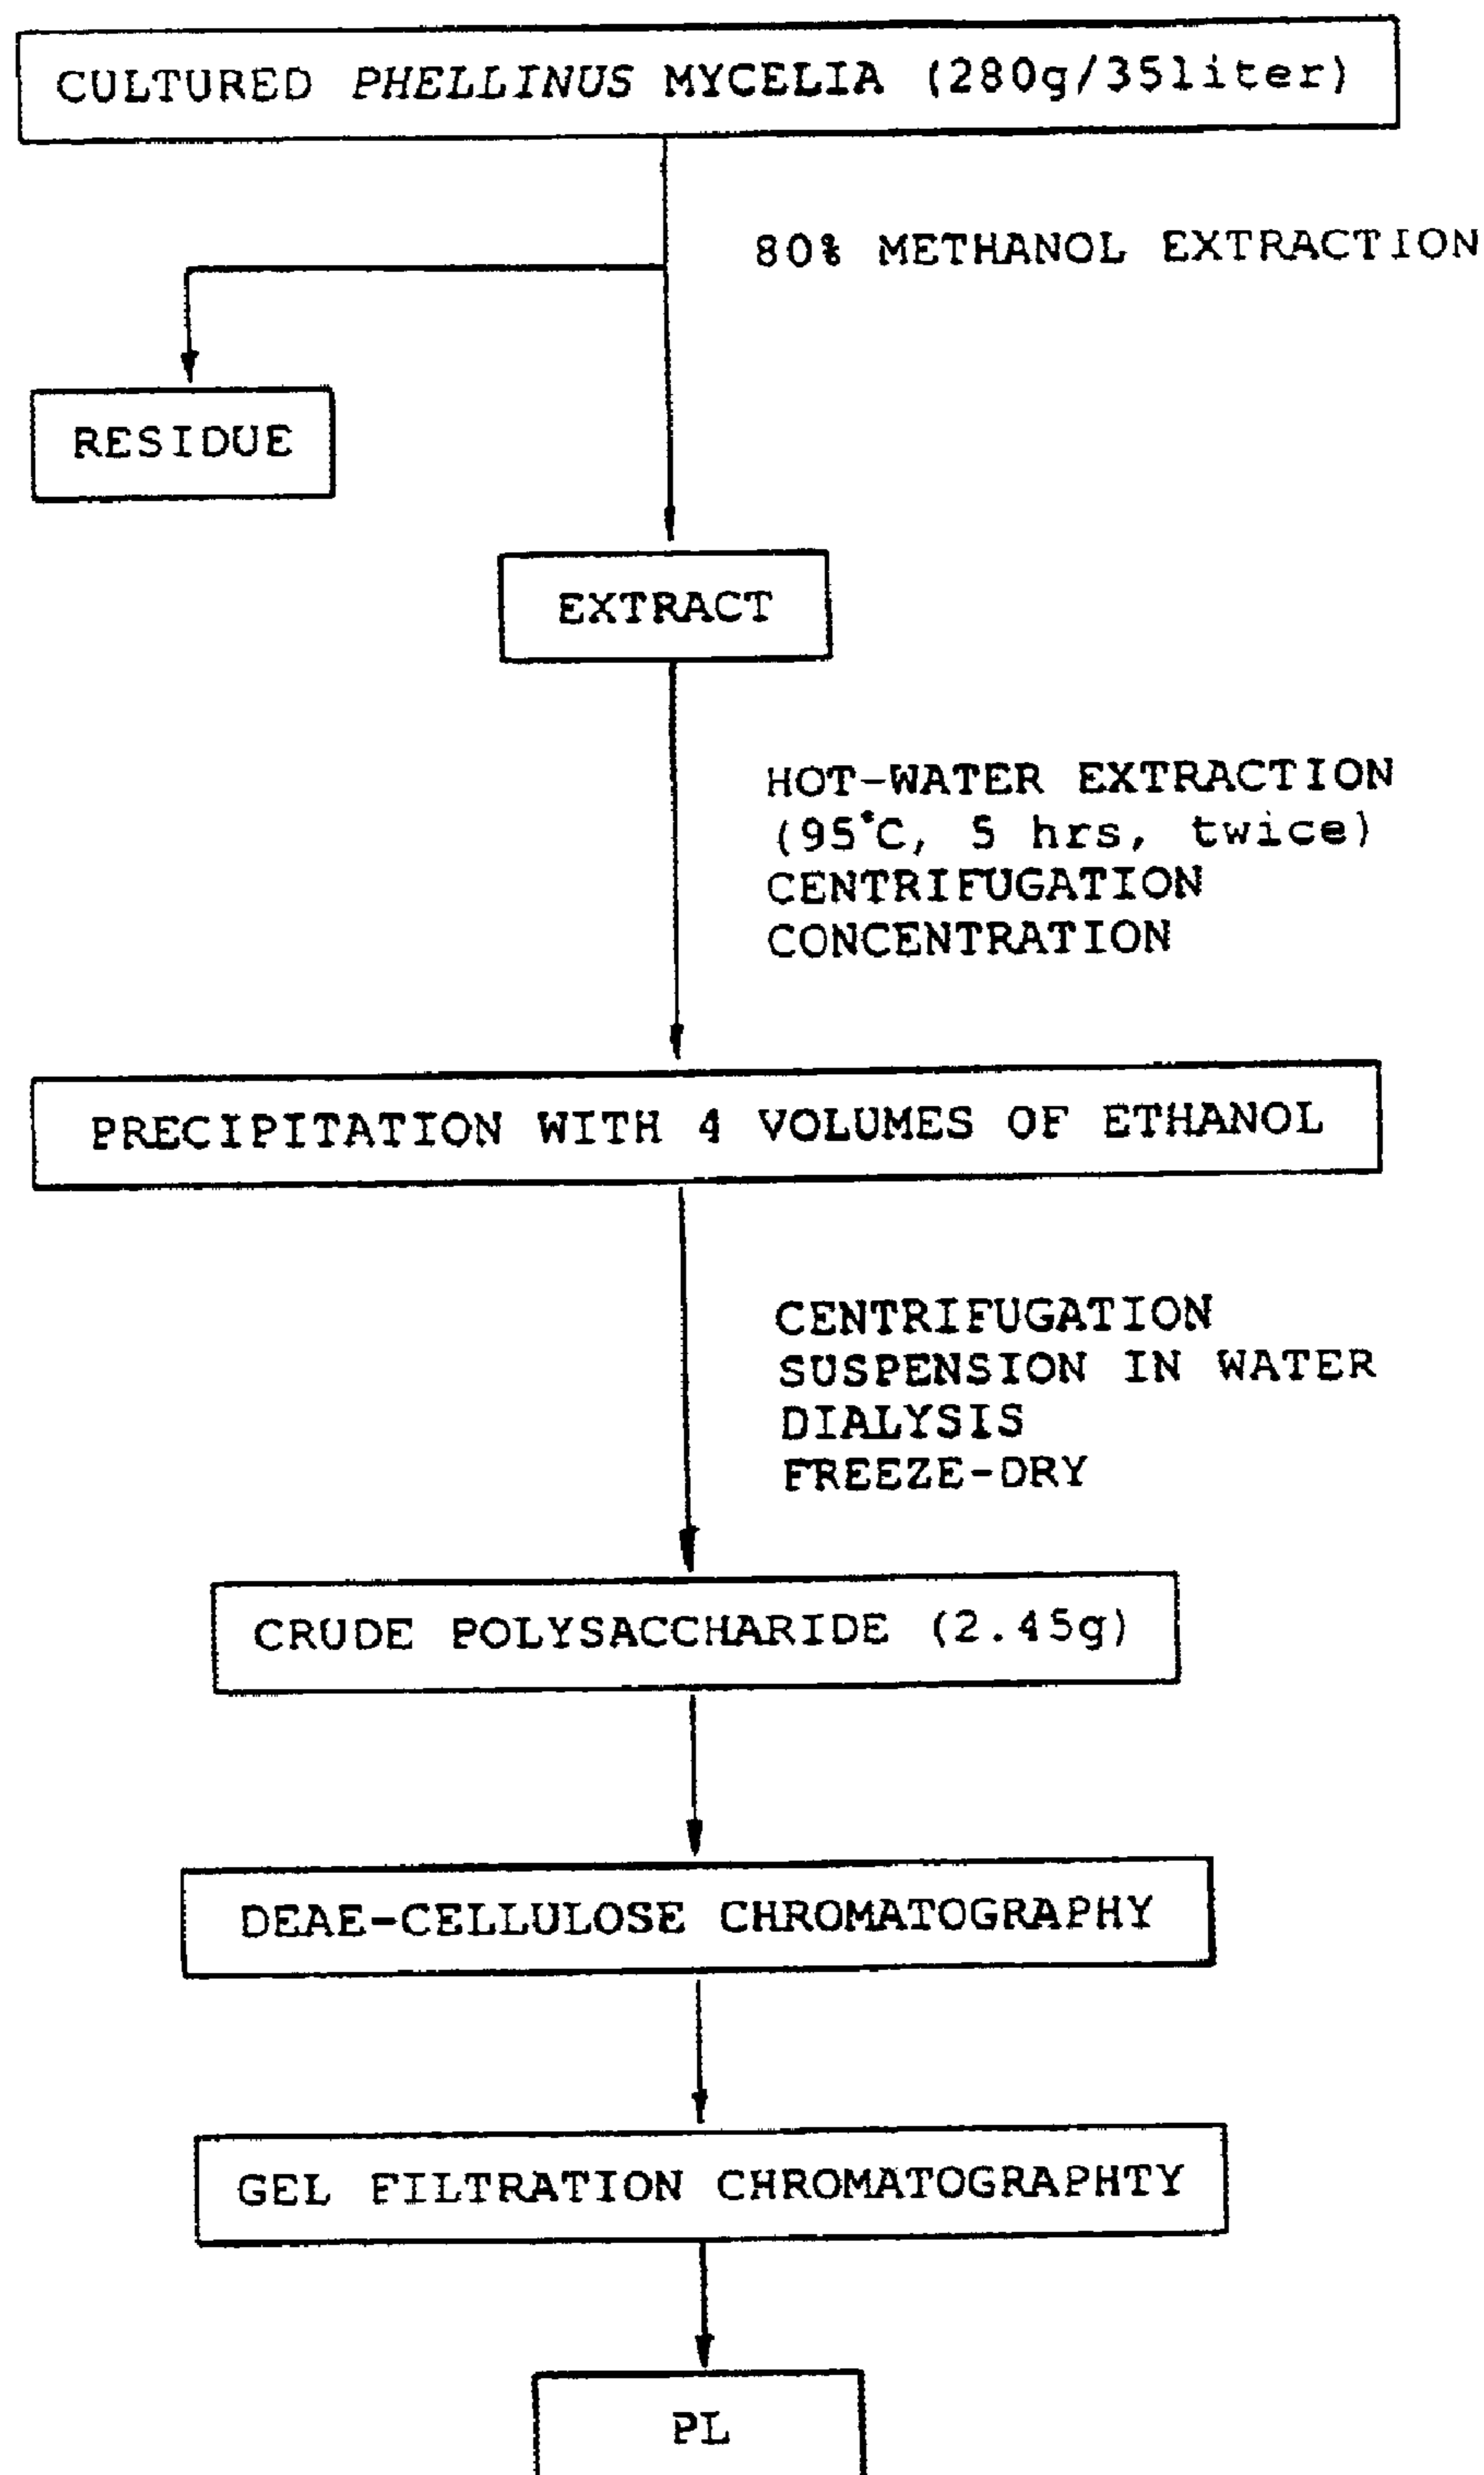 CULTURED PHELLINUS MYCELIA (280g/35liter)
80% METHANOL EXTRACTION
RESIDUE
EXTRACT
HOT-WATER EXTRACTION
(95°C, 5 hrs, twice)
CENTRIFUGATION
CONCENTRATION
PRECIPITATION WITH 4 VOLUMES OF ETHANOL
CENTRIFUGATION
SUSPENSION IN WATER
DIALYSIS
FREEZE-DRY
CRUDE POLYSACCHARIDE (2.45g)
DEAE-CELLULOSE CHROMATOGRAPHY
GEL FILTRATION CHROMATOGRAPHTY
PL